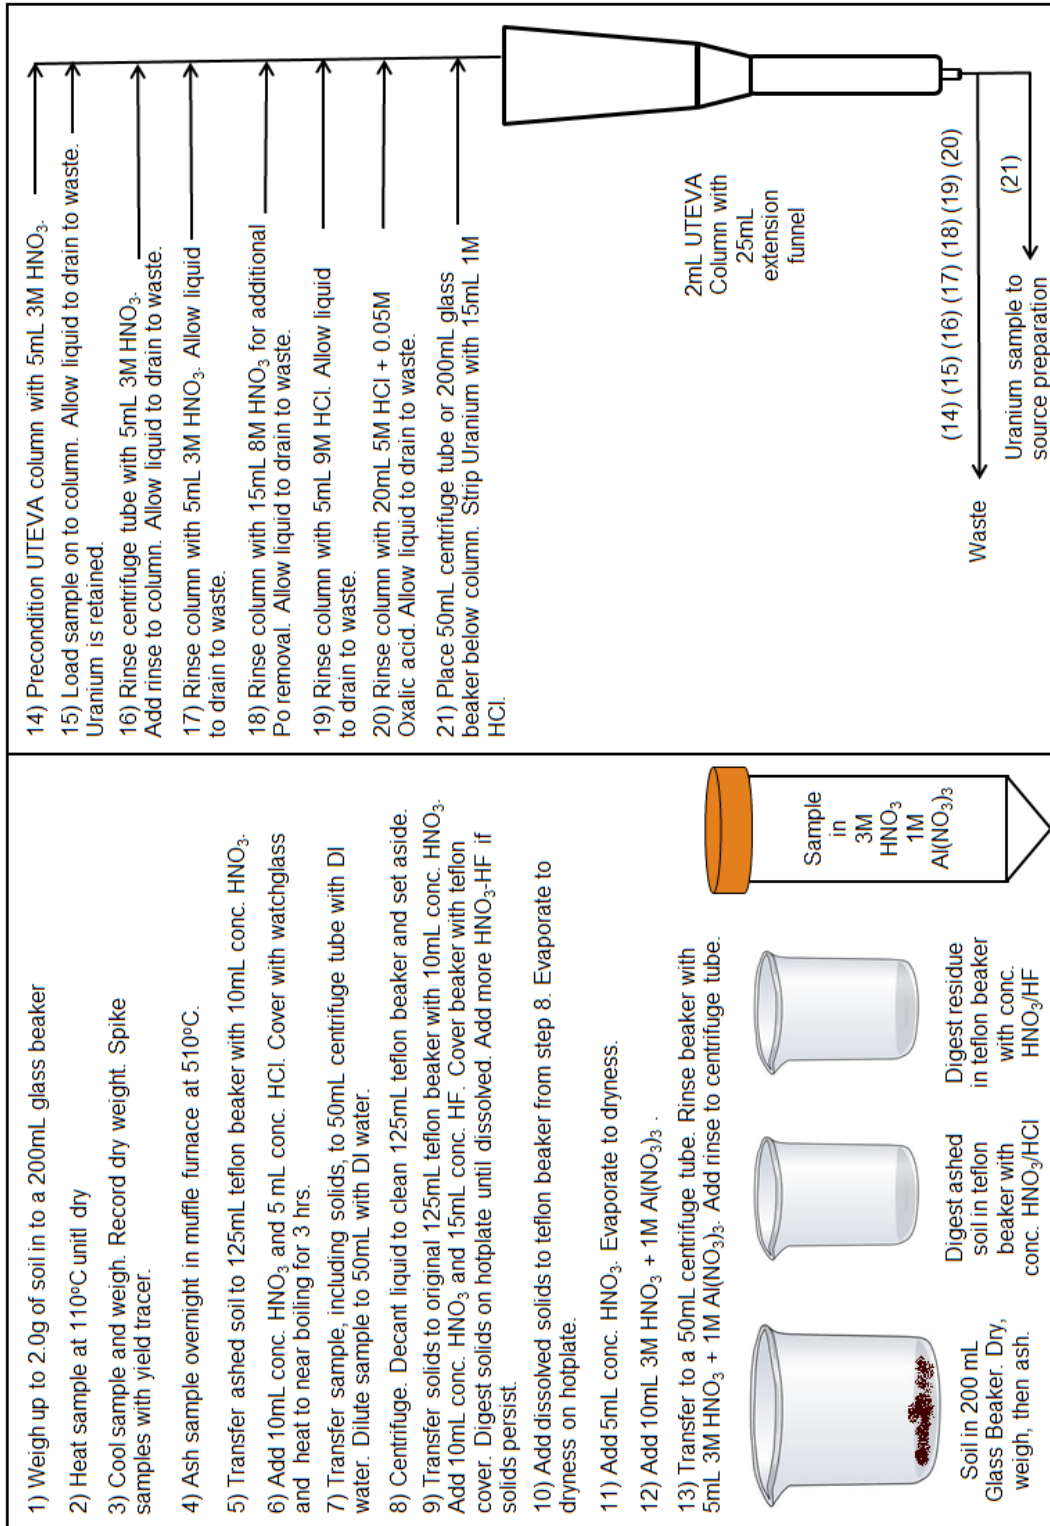 1) Weigh up to 2.0g of soil in to a 200mL glass beaker
2) Heat sample at 110ºC unitl dry
3) Cool sample and weigh. Record dry weight. Spike
samples with yield tracer.
4) Ash sample overnight in muffle furnace at 510ºC.
5) Transfer ashed soil to 125mL teflon beaker with 10mL conc. HNO₃.
6) Add 10mL conc. HNO₃ and 5 mL conc. HCl. Cover with watchglass
and heat to near boiling for 3 hrs.
7) Transfer sample, including solids, to 50mL centrifuge tube with DI
water. Dilute sample to 50mL with DI water.
8) Centrifuge. Decant liquid to clean 125mL teflon beaker and set aside.
9) Transfer solids to original 125mL teflon beaker with 10mL conc. HNO₃.
Add 10mL conc. HNO₃ and 15mL conc. HF. Cover beaker with teflon
cover. Digest solids on hotplate until dissolved. Add more HNO₃-HF if
solids persist.
10) Add dissolved solids to teflon beaker from step 8. Evaporate to
dryness on hotplate.
11) Add 5mL conc. HNO₃. Evaporate to dryness.
12) Add 10mL 3M HNO₃ + 1M Al(NO₃)₃.
13) Transfer to a 50mL centrifuge tube. Rinse beaker with
5mL 3M HNO₃ + 1M Al(NO₃)₃. Add rinse to centrifuge tube.
Soil in 200 mL
Glass Beaker. Dry,
weigh, then ash.
Digest ashed
soil in teflon
beaker with
conc. HNO₃/HCl
Digest residue
in teflon beaker
with conc.
HNO₃/HF
Sample
in
3M
HNO₃
1M
Al(NO₃)₃
14) Precondition UTEVA column with 5mL 3M HNO₃.
15) Load sample on to column. Allow liquid to drain to waste.
Uranium is retained.
16) Rinse centrifuge tube with 5mL 3M HNO₃.
Add rinse to column. Allow liquid to drain to waste.
17) Rinse column with 5mL 3M HNO₃. Allow liquid
to drain to waste.
18) Rinse column with 15mL 8M HNO₃ for additional
Po removal. Allow liquid to drain to waste.
19) Rinse column with 5mL 9M HCl. Allow liquid
to drain to waste.
20) Rinse column with 20mL 5M HCl + 0.05M
Oxalic acid. Allow liquid to drain to waste.
21) Place 50mL centrifuge tube or 200mL glass
beaker below column. Strip Uranium with 15mL 1M
HCl.
2mL UTEVA
Column with
25mL
extension
funnel
(14) (15) (16) (17) (18) (19) (20)
Waste
(21)
Uranium sample to
source preparation